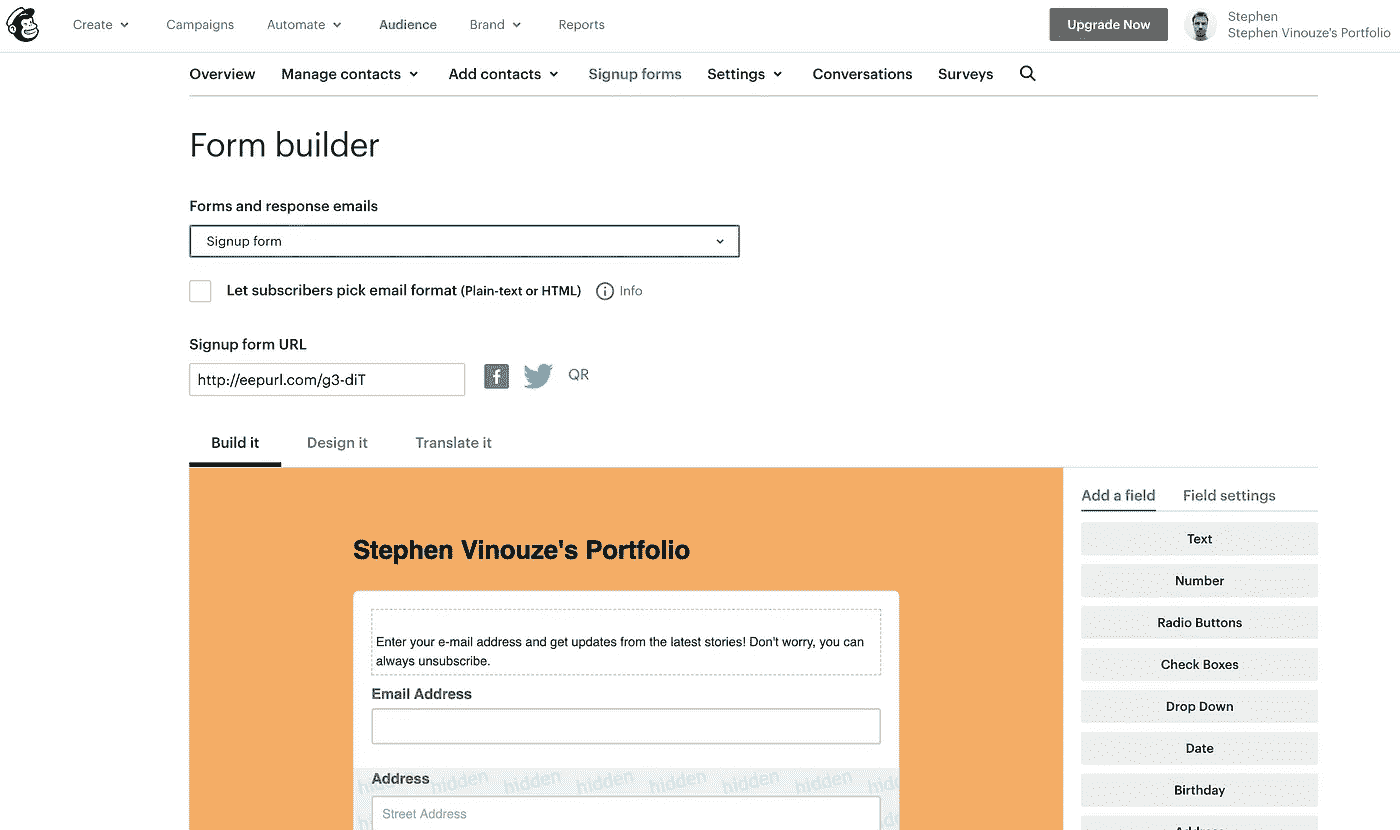 Create Campaigns Automate Audience Brand Reports Upgrade Now Stephen
Stephen Vinouze's Portfolio
Overview Manage contacts Add contacts Signup forms Settings Conversations Surveys
Form builder
Forms and response emails
Signup form
Let subscribers pick email format (Plain-text or HTML) Info
Signup form URL
http://eepurl.com/g3-diT QR
Build it Design it Translate it
Add a field Field settings
Text
Stephen Vinouze's Portfolio
Number
Radio Buttons
Enter your e-mail address and get updates from the latest stories! Don't worry, you can
always unsubscribe.
Check Boxes
Email Address
Drop Down
Date
Address
hidden hidden hidden hidden hidden hidden
Birthday
Street Address
Address